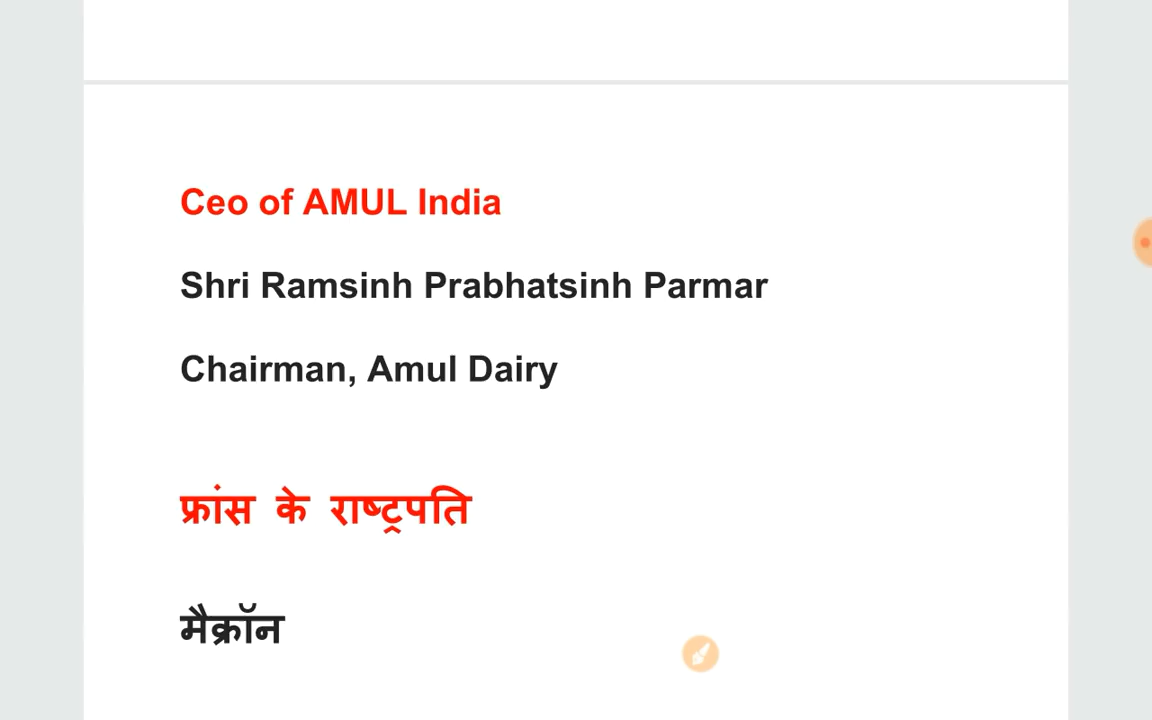 Ceo of AMUL India
Shri Ramsinh Prabhatsinh Parmar
Chairman, Amul Dairy
फ्रांस के राष्ट्रपति
मैक्रॉन